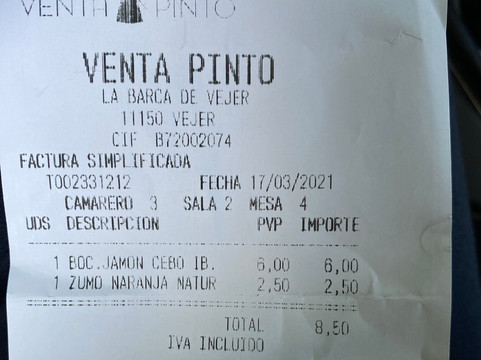 VENTA PINTO
VENTA PINTO
LA BARCA DE VEJER
11150 VEJER
CIF B72002074
FACTURA SIMPLIFICADA
T002331212 FECHA 17/03/2021
CAMARERO 3 SALA 2 MESA 4
UDS DESCRIPCION PVP IMPORTE
1 BOC.JAMON CEBO IB. 6,00 6,00
1 ZUMO NARANJA NATUR 2,50 2,50
TOTAL 8,50
IVA INCLUIDO